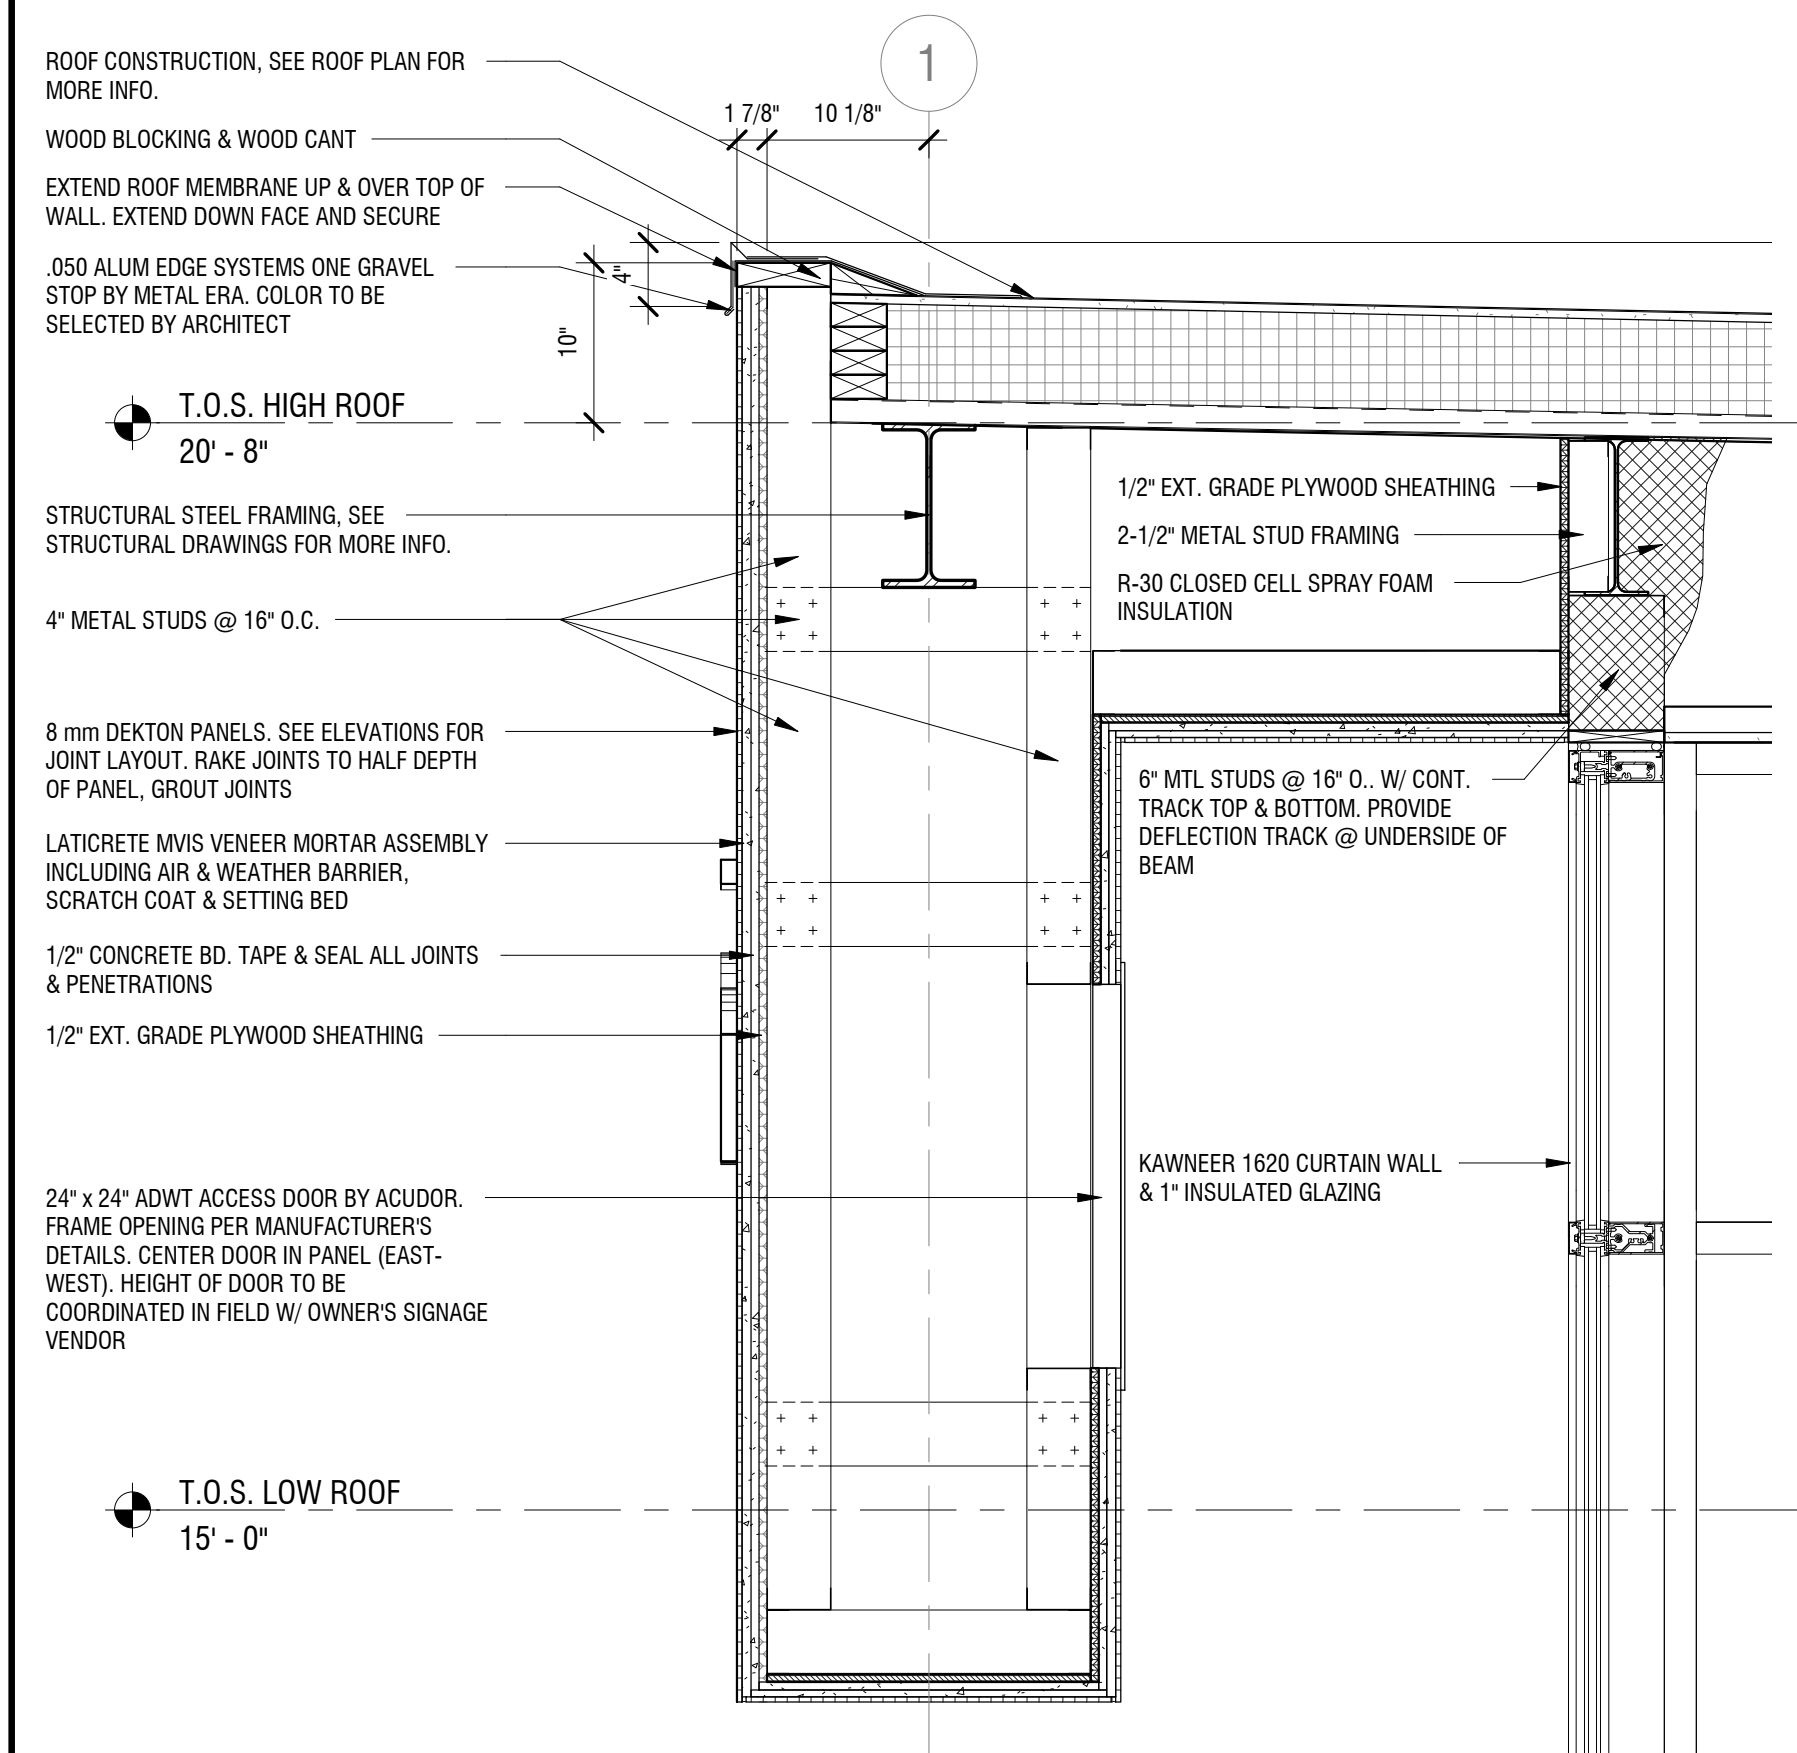 1
ROOF CONSTRUCTION, SEE ROOF PLAN FOR
MORE INFO.
1 7/8" 10 1/8"
WOOD BLOCKING & WOOD CANT
EXTEND ROOF MEMBRANE UP & OVER TOP OF
WALL. EXTEND DOWN FACE AND SECURE
.050 ALUM EDGE SYSTEMS ONE GRAVEL
STOP BY METAL ERA. COLOR TO BE
SELECTED BY ARCHITECT
4"
10"
T.O.S. HIGH ROOF
20' - 8"
STRUCTURAL STEEL FRAMING, SEE
STRUCTURAL DRAWINGS FOR MORE INFO.
4" METAL STUDS @ 16" O.C.
8 mm DEKTON PANELS. SEE ELEVATIONS FOR
JOINT LAYOUT. RAKE JOINTS TO HALF DEPTH
OF PANEL, GROUT JOINTS
LATICRETE MVIS VENEER MORTAR ASSEMBLY
INCLUDING AIR & WEATHER BARRIER,
SCRATCH COAT & SETTING BED
1/2" CONCRETE BD. TAPE & SEAL ALL JOINTS
& PENETRATIONS
1/2" EXT. GRADE PLYWOOD SHEATHING
24" x 24" ADWT ACCESS DOOR BY ACUDOR.
FRAME OPENING PER MANUFACTURER'S
DETAILS. CENTER DOOR IN PANEL (EAST-
WEST). HEIGHT OF DOOR TO BE
COORDINATED IN FIELD W/ OWNER'S SIGNAGE
VENDOR
T.O.S. LOW ROOF
15' - 0"
1/2" EXT. GRADE PLYWOOD SHEATHING
2-1/2" METAL STUD FRAMING
R-30 CLOSED CELL SPRAY FOAM
INSULATION
6" MTL STUDS @ 16" O.. W/ CONT.
TRACK TOP & BOTTOM. PROVIDE
DEFLECTION TRACK @ UNDERSIDE OF
BEAM
KAWNEER 1620 CURTAIN WALL
& 1" INSULATED GLAZING